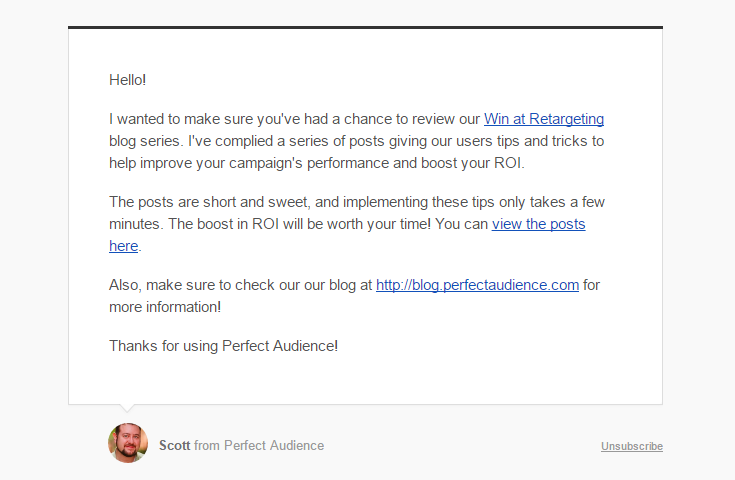 Hello!
I wanted to make sure you've had a chance to review our Win at Retargeting
blog series. I've complied a series of posts giving our users tips and tricks to
help improve your campaign's performance and boost your ROI.
The posts are short and sweet, and implementing these tips only takes a few
minutes. The boost in ROI will be worth your time! You can view the posts
here.
Also, make sure to check our our blog at http://blog.perfectaudience.com for
more information!
Thanks for using Perfect Audience!
Scott from Perfect Audience
Unsubscribe